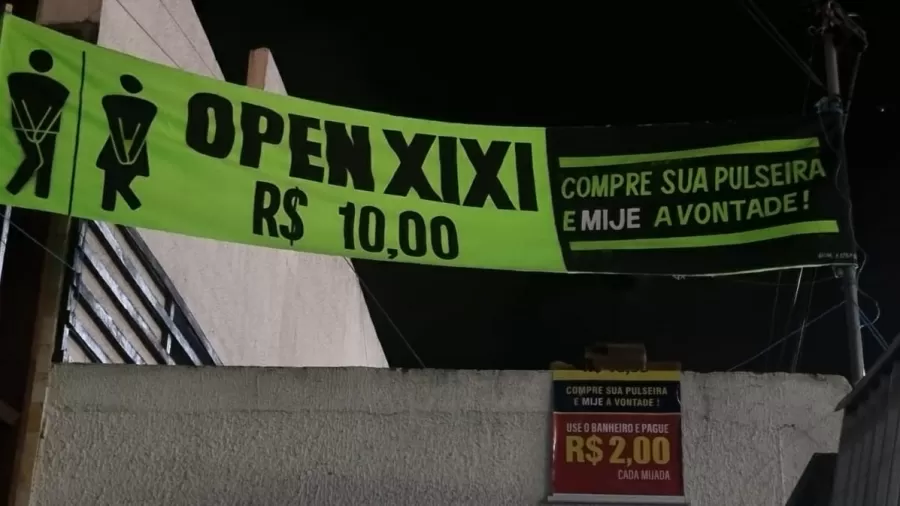 OPEN XIXI
R$ 10,00
COMPRE SUA PULSEIRA
E MIJE A VONTADE!
COMPRE SUA PULSEIRA
E MIJE A VONTADE!
USE O BANHEIRO E PAGUE
R$ 2,00
CADA MIJADA